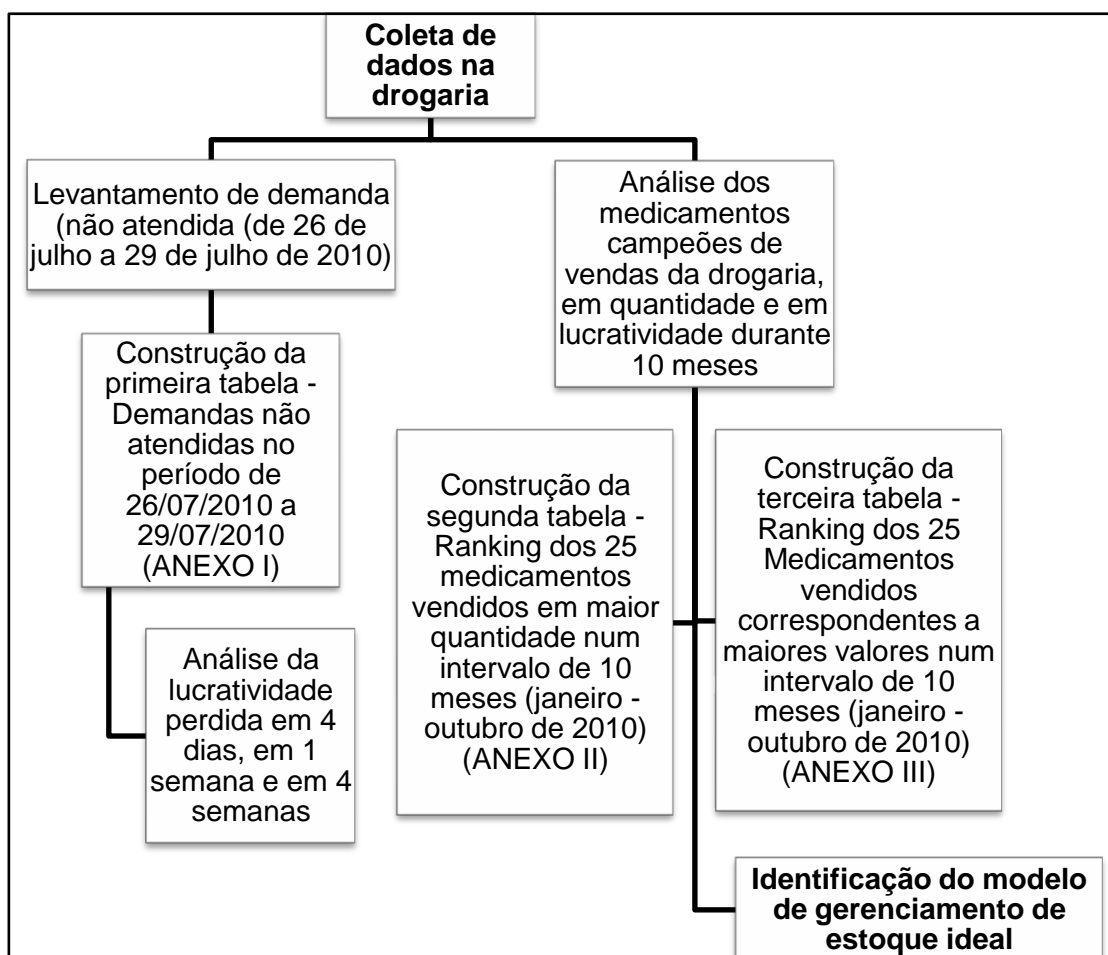 Coleta de
dados na
drogaria
Levantamento de demanda
(não atendida (de 26 de
julho a 29 de julho de 2010)
Construção da
primeira tabela -
Demandas não
atendidas no
período de
26/07/2010 a
29/07/2010
(ANEXO I)
Análise da
lucratividade
perdida em 4
dias, em 1
semana e em 4
semanas
Análise dos
medicamentos
campeões de
vendas da drogaria,
em quantidade e em
lucratividade durante
10 meses
Construção da
segunda tabela -
Ranking dos 25
medicamentos
vendidos em maior
quantidade num
intervalo de 10
meses (janeiro -
outubro de 2010)
(ANEXO II)
Construção da
terceira tabela -
Ranking dos 25
Medicamentos
vendidos
correspondentes a
maiores valores num
intervalo de 10
meses (janeiro -
outubro de 2010)
(ANEXO III)
Identificação do modelo
de gerenciamento de
estoque ideal